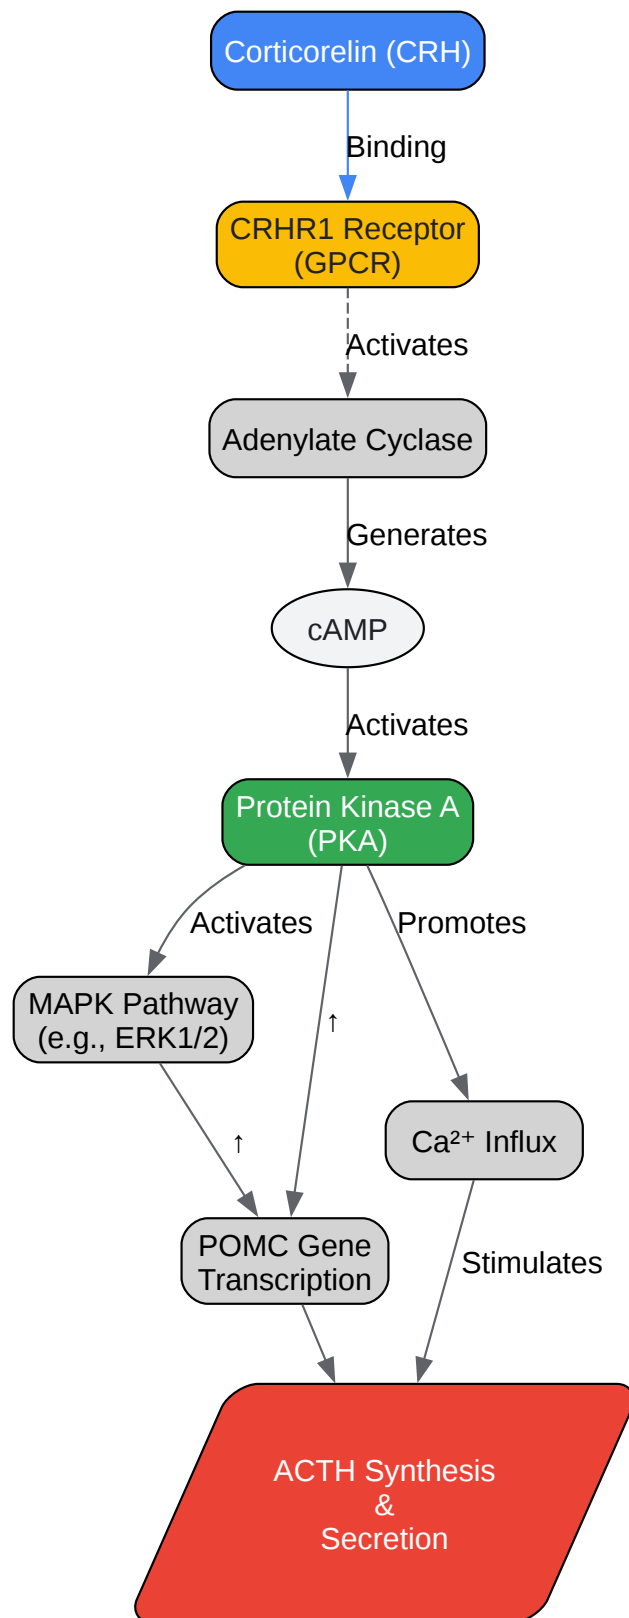 Corticorelin (CRH)
Binding
CRHR1 Receptor
(GPCR)
Activates
Adenylate Cyclase
Generates
cAMP
Activates
Protein Kinase A
(PKA)
Activates
Promotes
MAPK Pathway
(e.g., ERK1/2)
↑
Ca²⁺ Influx
↑
POMC Gene
Transcription
Stimulates
ACTH Synthesis
&
Secretion